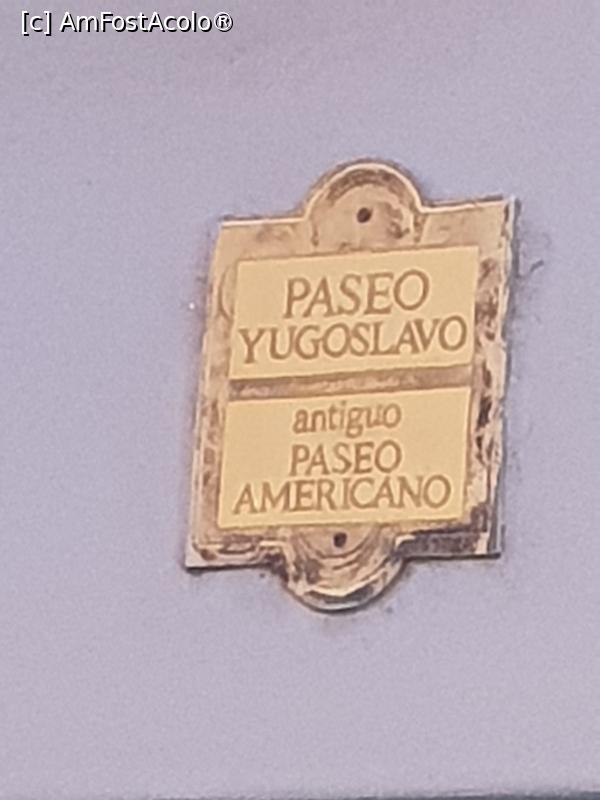 [c] AmFostAcolo®
PASEO
YUGOSLAVO
antiguo
PASEO
AMERICANO